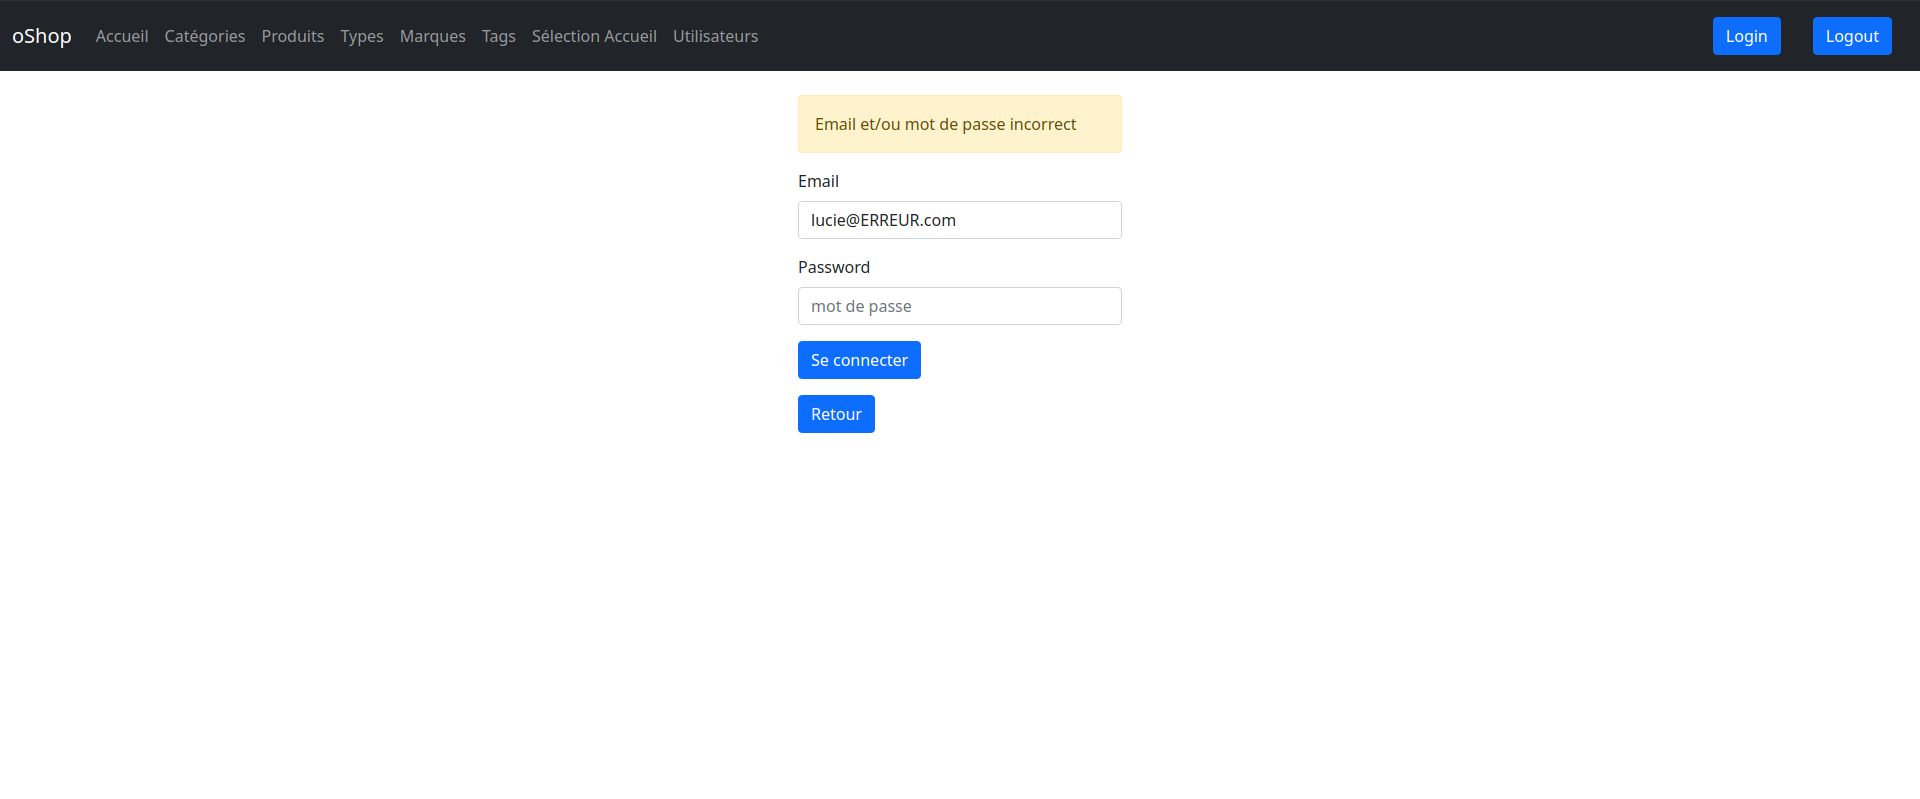 oShop Accueil Catégories Produits Types Marques Tags Sélection Accueil Utilisateurs Login Logout
Email et/ou mot de passe incorrect
Email
lucie@ERREUR.com
Password
mot de passe
Se connecter
Retour